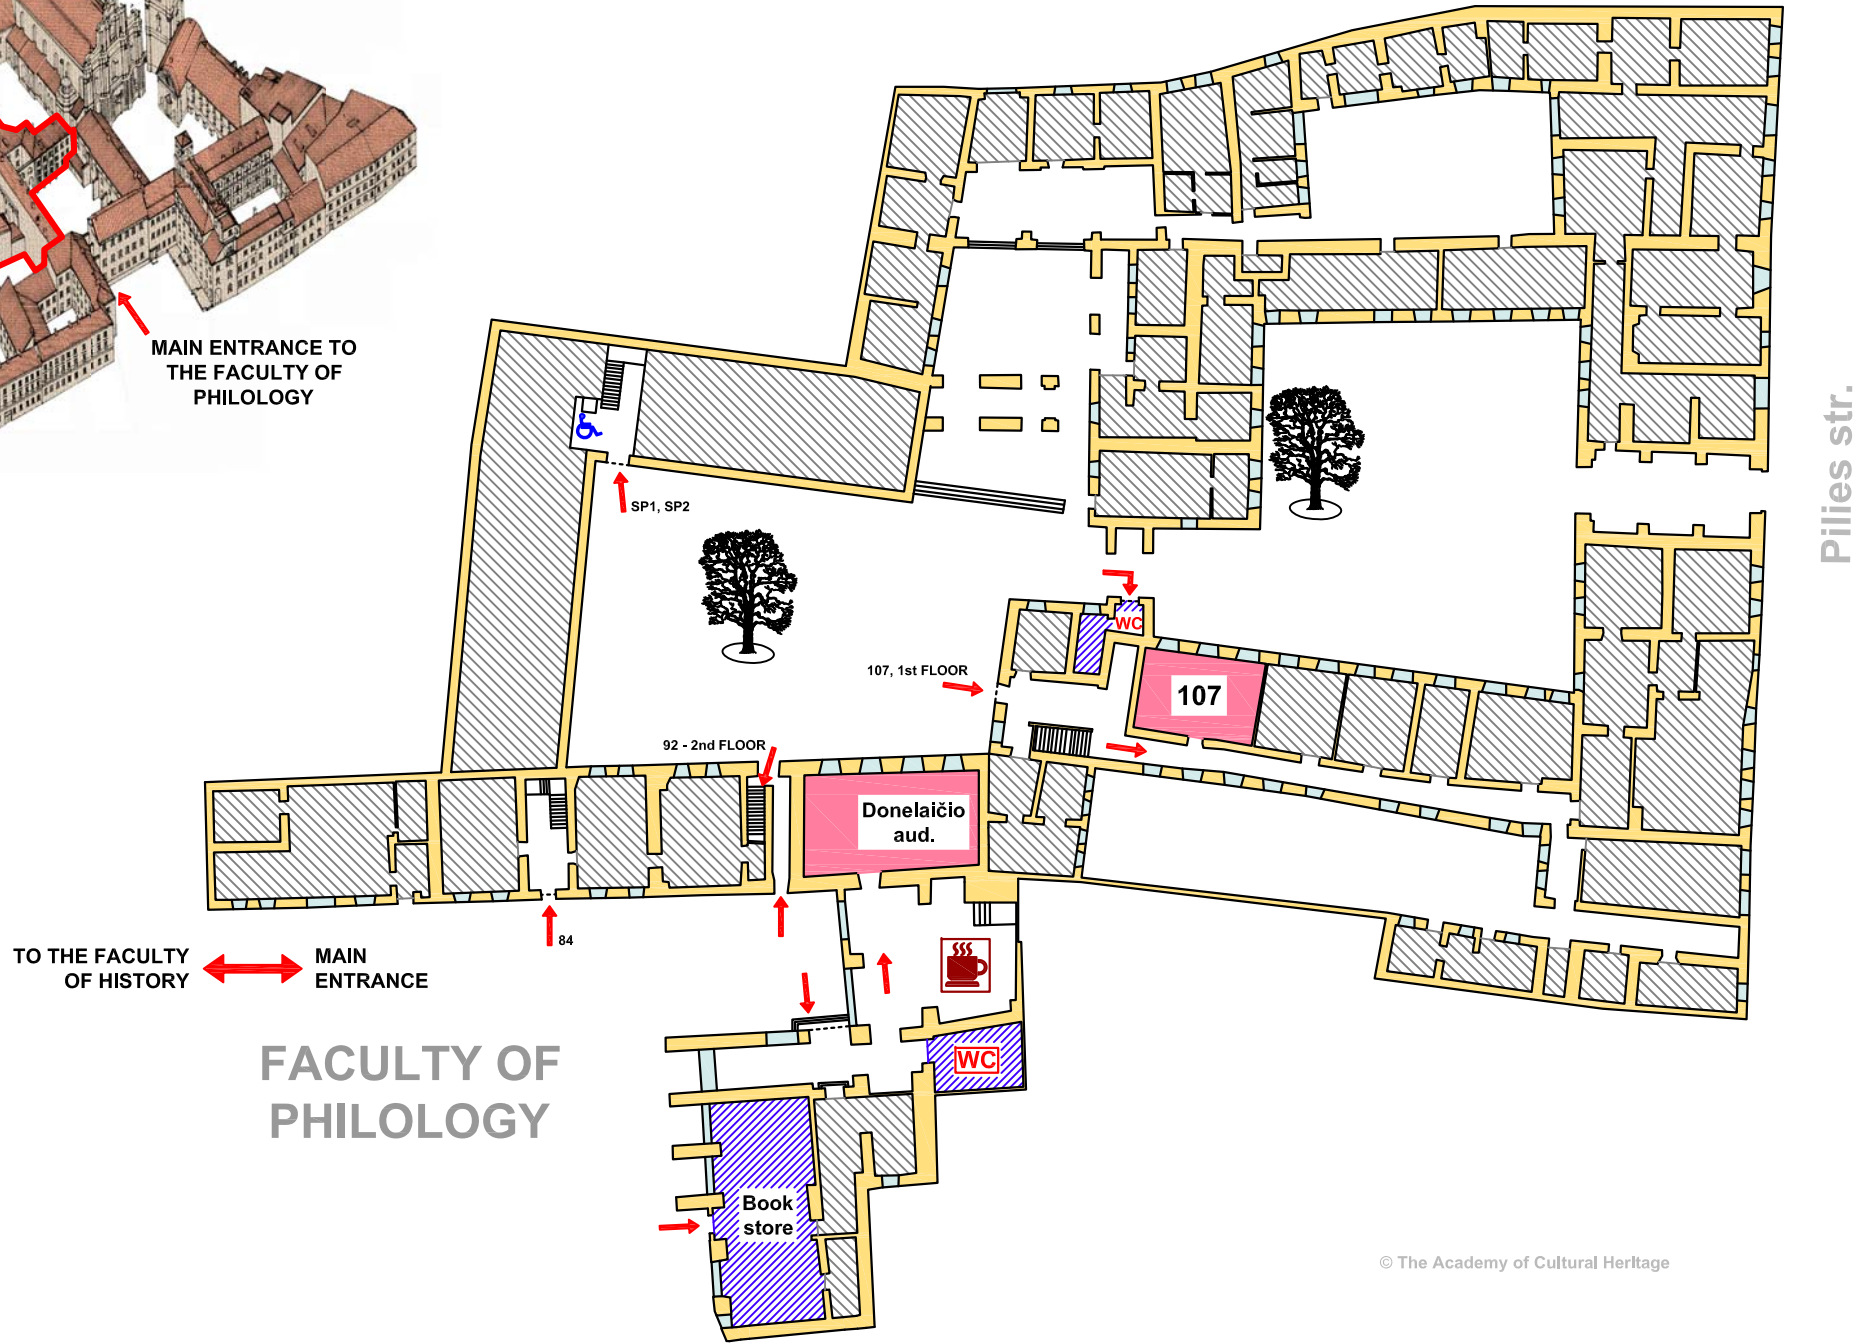 MAIN ENTRANCE TO
THE FACULTY OF
PHILOLOGY
Pilies str.
SP1, SP2
WC
107, 1st FLOOR
107
92 - 2nd FLOOR
Donelaičio
aud.
84
TO THE FACULTY
OF HISTORY
MAIN
ENTRANCE
FACULTY OF
PHILOLOGY
WC
Book
store
© The Academy of Cultural Heritage